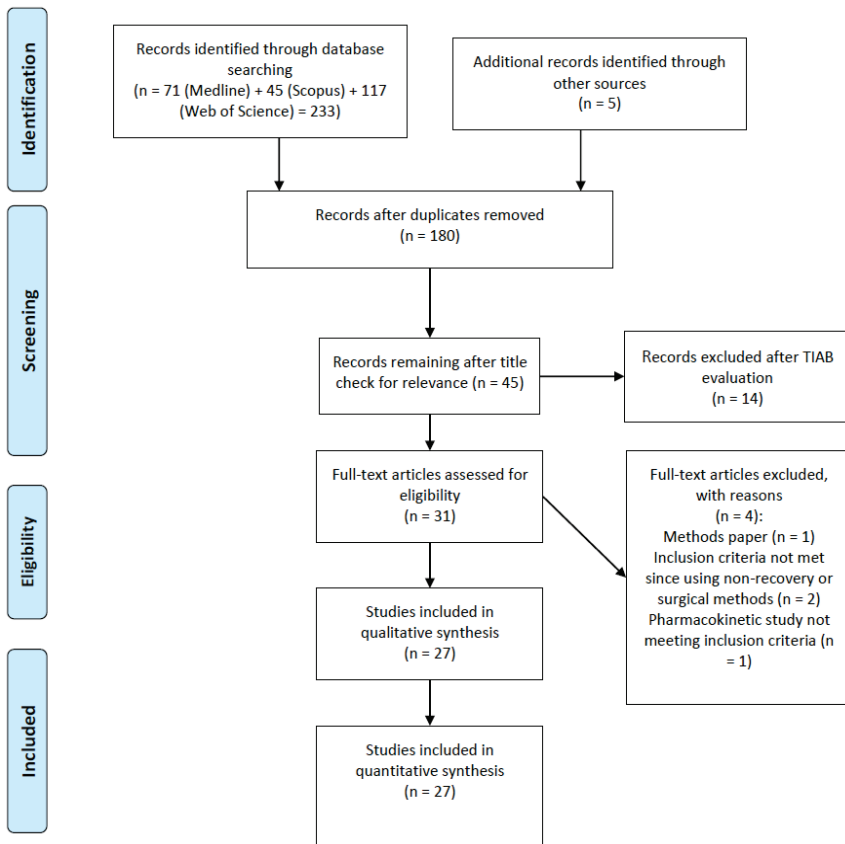 Identification
Records identified through database
searching
(n = 71 (Medline) + 45 (Scopus) + 117
(Web of Science) = 233)
Additional records identified through
other sources
(n = 5)
Screening
Records after duplicates removed
(n = 180)
Records remaining after title
check for relevance (n = 45)
Records excluded after TIAB
evaluation
(n = 14)
Eligibility
Full-text articles assessed for
eligibility
(n = 31)
Full-text articles excluded,
with reasons
(n = 4):
Methods paper (n = 1)
Inclusion criteria not met
since using non-recovery or
surgical methods (n = 2)
Pharmacokinetic study not
meeting inclusion criteria (n
= 1)
Studies included in
qualitative synthesis
(n = 27)
Included
Studies included in
quantitative synthesis
(n = 27)